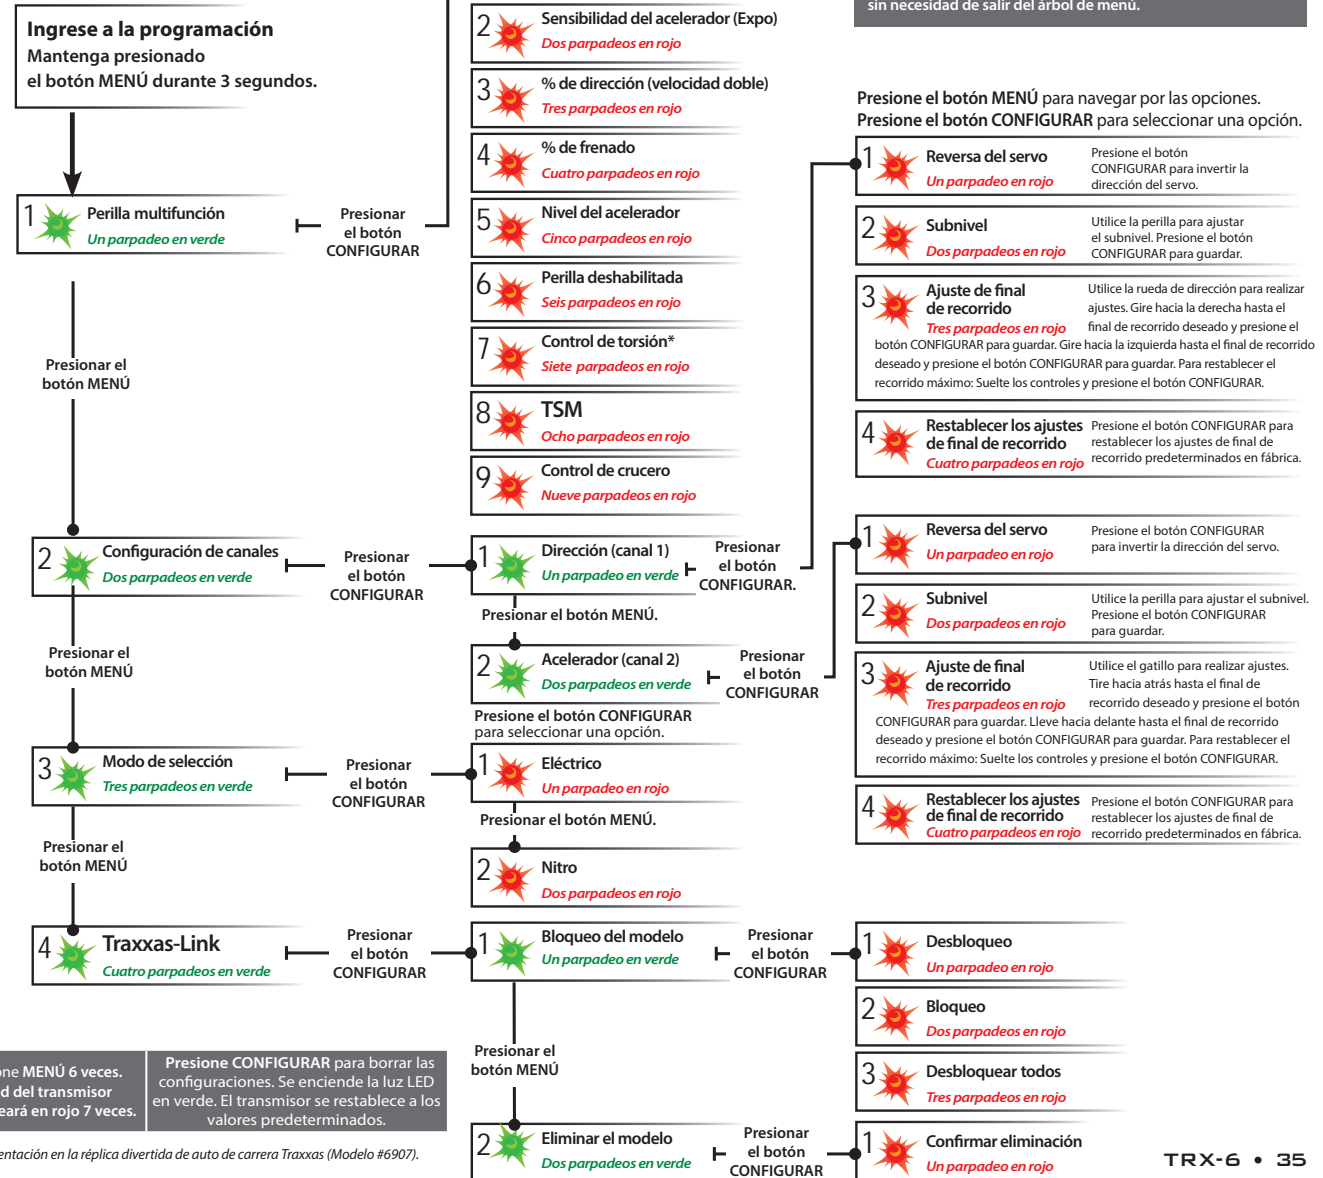 sin necesidad de salir del árbol de menú.
Ingrese a la programación
Mantenga presionado
el botón MENÚ durante 3 segundos.
1
Perilla multifunción
Un parpadeo en verde
Presionar
el botón
CONFIGURAR
2
Sensibilidad del acelerador (Expo)
Dos parpadeos en rojo
3
% de dirección (velocidad doble)
Tres parpadeos en rojo
4
% de frenado
Cuatro parpadeos en rojo
5
Nivel del acelerador
Cinco parpadeos en rojo
6
Perilla deshabilitada
Seis parpadeos en rojo
7
Control de torsión*
Siete parpadeos en rojo
8
TSM
Ocho parpadeos en rojo
9
Control de crucero
Nueve parpadeos en rojo
Presionar el
botón MENÚ
2
Configuración de canales
Dos parpadeos en verde
Presionar
el botón
CONFIGURAR
1
Dirección (canal 1)
Un parpadeo en verde
Presionar
el botón
CONFIGURAR.
Presionar el botón MENÚ.
2
Acelerador (canal 2)
Dos parpadeos en verde
Presionar
el botón
CONFIGURAR
Presione el botón MENÚ para navegar por las opciones.
Presione el botón CONFIGURAR para seleccionar una opción.
1
Reversa del servo
Un parpadeo en rojo
Presione el botón
CONFIGURAR para invertir la
dirección del servo.
2
Subnivel
Dos parpadeos en rojo
Utilice la perilla para ajustar
el subnivel. Presione el botón
CONFIGURAR para guardar.
3
Ajuste de final
de recorrido
Tres parpadeos en rojo
Utilice la rueda de dirección para realizar
ajustes. Gire hacia la derecha hasta el
final de recorrido deseado y presione el
botón CONFIGURAR para guardar. Gire hacia la izquierda hasta el final de recorrido
deseado y presione el botón CONFIGURAR para guardar. Para restablecer el
recorrido máximo: Suelte los controles y presione el botón CONFIGURAR.
4
Restablecer los ajustes
de final de recorrido
Cuatro parpadeos en rojo
Presione el botón CONFIGURAR para
restablecer los ajustes de final de
recorrido predeterminados en fábrica.
1
Reversa del servo
Un parpadeo en rojo
Presione el botón CONFIGURAR
para invertir la dirección del servo.
2
Subnivel
Dos parpadeos en rojo
Utilice la perilla para ajustar el subnivel.
Presione el botón CONFIGURAR
para guardar.
3
Ajuste de final
de recorrido
Tres parpadeos en rojo
Utilice el gatillo para realizar ajustes.
Tire hacia atrás hasta el final de
recorrido deseado y presione el botón
CONFIGURAR para guardar. Lleve hacia delante hasta el final de recorrido
deseado y presione el botón CONFIGURAR para guardar. Para restablecer el
recorrido máximo: Suelte los controles y presione el botón CONFIGURAR.
4
Restablecer los ajustes
de final de recorrido
Cuatro parpadeos en rojo
Presione el botón CONFIGURAR para
restablecer los ajustes de final de
recorrido predeterminados en fábrica.
Presionar el
botón MENÚ
3
Modo de selección
Tres parpadeos en verde
Presionar
el botón
CONFIGURAR
Presione el botón CONFIGURAR
para seleccionar una opción.
1
Eléctrico
Un parpadeo en rojo
Presionar el botón MENÚ.
2
Nitro
Dos parpadeos en rojo
Presionar el
botón MENÚ
4
Traxxas-Link
Cuatro parpadeos en verde
Presionar
el botón
CONFIGURAR
1
Bloqueo del modelo
Un parpadeo en verde
Presionar
el botón
CONFIGURAR
1
Desbloqueo
Un parpadeo en rojo
2
Bloqueo
Dos parpadeos en rojo
3
Desbloquear todos
Tres parpadeos en rojo
Presionar el
botón MENÚ
2
Eliminar el modelo
Dos parpadeos en verde
Presionar
el botón
CONFIGURAR
1
Confirmar eliminación
Un parpadeo en rojo
ne MENÚ 6 veces.
d del transmisor
eará en rojo 7 veces.
Presione CONFIGURAR para borrar las
configuraciones. Se enciende la luz LED
en verde. El transmisor se restablece a los
valores predeterminados.
entación en la réplica divertida de auto de carrera Traxxas (Modelo #6907).
TRX-6 • 35